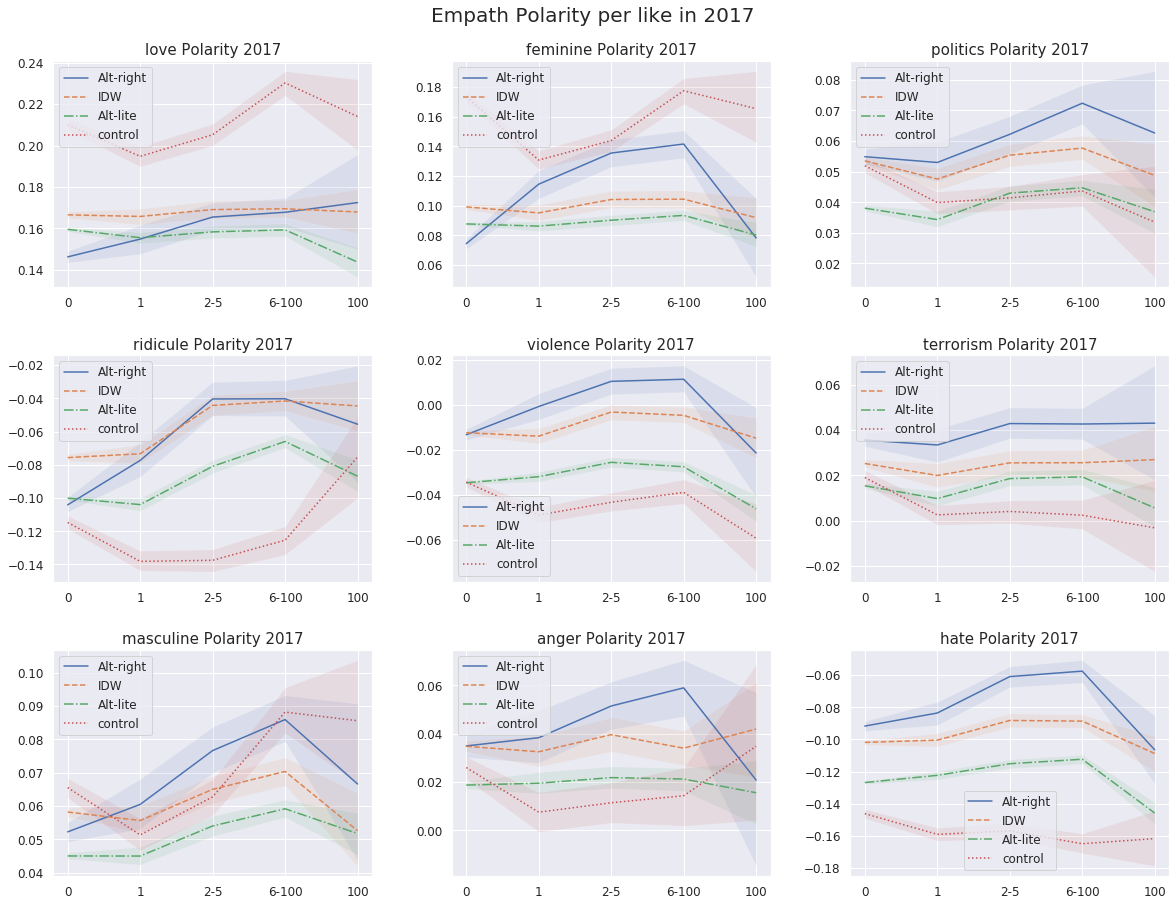 Empath Polarity per like in 2017
love Polarity 2017
0.24
0.22
0.20
0.18
0.16
0.14
Alt-right
IDW
Alt-lite
control
0 1 2-5 6-100 100
feminine Polarity 2017
0.18
0.16
0.14
0.12
0.10
0.08
0.06
Alt-right
IDW
Alt-lite
control
0 1 2-5 6-100 100
politics Polarity 2017
0.08
0.07
0.06
0.05
0.04
0.03
0.02
Alt-right
IDW
Alt-lite
control
0 1 2-5 6-100 100
ridicule Polarity 2017
−0.02
−0.04
−0.06
−0.08
−0.10
−0.12
−0.14
Alt-right
IDW
Alt-lite
control
0 1 2-5 6-100 100
violence Polarity 2017
0.02
0.00
−0.02
−0.04
−0.06
Alt-right
IDW
Alt-lite
control
0 1 2-5 6-100 100
terrorism Polarity 2017
0.06
0.04
0.02
0.00
−0.02
Alt-right
IDW
Alt-lite
control
0 1 2-5 6-100 100
masculine Polarity 2017
0.10
0.09
0.08
0.07
0.06
0.05
0.04
Alt-right
IDW
Alt-lite
control
0 1 2-5 6-100 100
anger Polarity 2017
0.06
0.04
0.02
0.00
Alt-right
IDW
Alt-lite
control
0 1 2-5 6-100 100
hate Polarity 2017
−0.06
−0.08
−0.10
−0.12
−0.14
−0.16
−0.18
Alt-right
IDW
Alt-lite
control
0 1 2-5 6-100 100